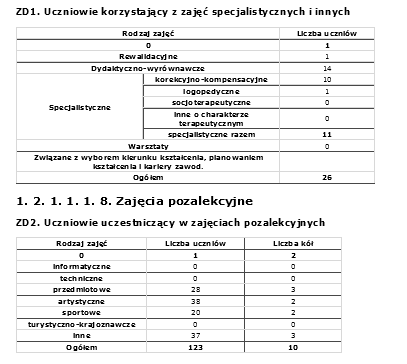 ZD1. Uczniowie korzystający z zajęć specjalistycznych i innych
Rodzaj zajęć Liczba uczniów
0 1
Rewalidacyjne 1
Dydaktyczno-wyrównawcze 14
Specjalistyczne korekcyjno-kompensacyjne 10
logopedyczne 1
socjoterapeutyczne 0
inne o charakterze
terapeutycznym 0
specjalistyczne razem 11
Warsztaty 0
Związane z wyborem kierunku kształcenia, planowaniem
kształcenia i kariery zawod.
Ogółem 26
1. 2. 1. 1. 1. 8. Zajęcia pozalekcyjne
ZD2. Uczniowie uczestniczący w zajęciach pozalekcyjnych
Rodzaj zajęć Liczba uczniów Liczba kół
0 1 2
informatyczne 0 0
techniczne 0 0
przedmiotowe 28 3
artystyczne 38 2
sportowe 20 2
turystyczno-krajoznawcze 0 0
inne 37 3
Ogółem 123 10